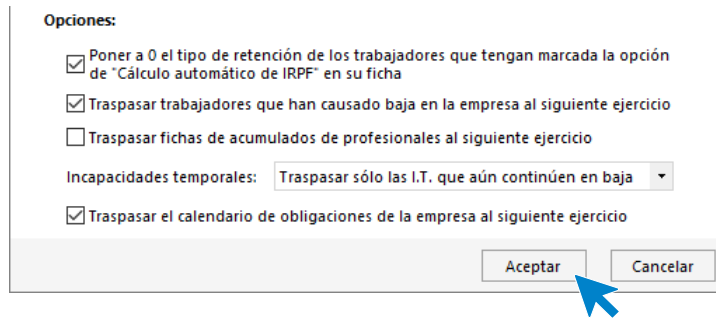 Opciones:
Poner a 0 el tipo de retención de los trabajadores que tengan marcada la opción
de "Cálculo automático de IRPF" en su ficha
Traspasar trabajadores que han causado baja en la empresa al siguiente ejercicio
Traspasar fichas de acumulados de profesionales al siguiente ejercicio
Incapacidades temporales: Traspasar sólo las I.T. que aún continúen en baja
Traspasar el calendario de obligaciones de la empresa al siguiente ejercicio
Aceptar Cancelar